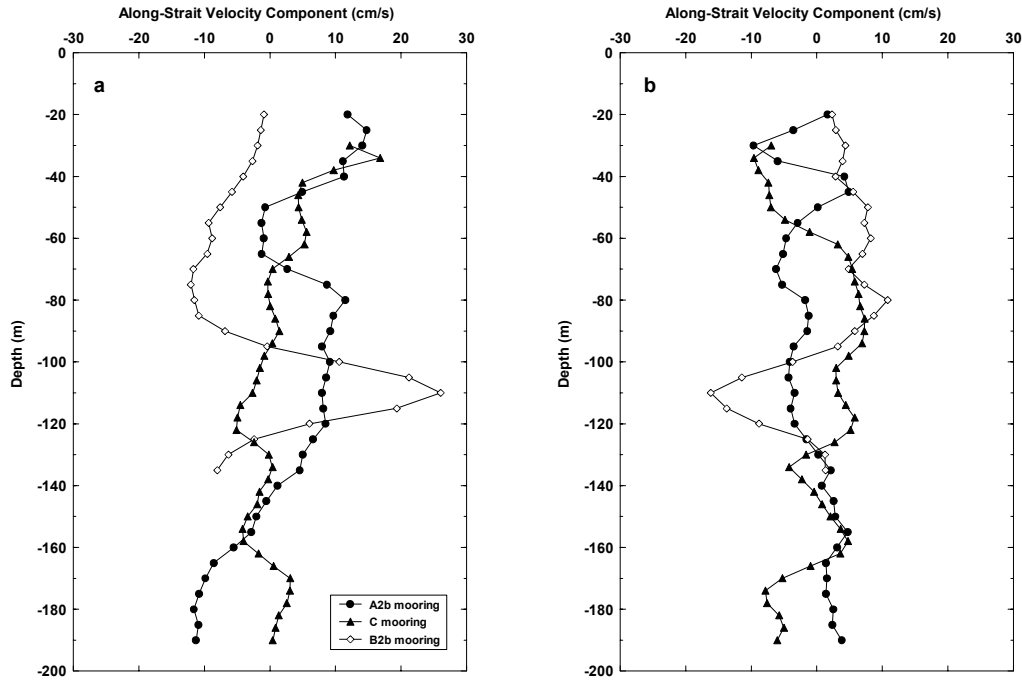 Along-Strait Velocity Component (cm/s)
-30 -20 -10 0 10 20 30
0
-20
-40
-60
-80
-100
-120
-140
-160
-180
-200
Depth (m)
a
A2b mooring
C mooring
B2b mooring
Along-Strait Velocity Component (cm/s)
-30 -20 -10 0 10 20 30
0
-20
-40
-60
-80
-100
-120
-140
-160
-180
-200
Depth (m)
b